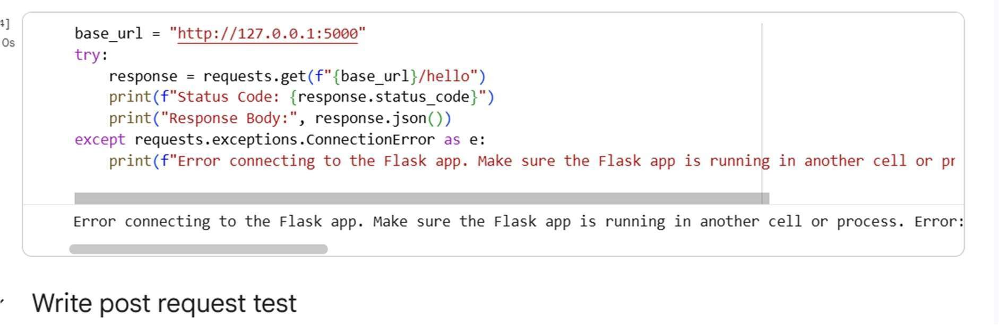 4]
0s
base_url = "http://127.0.0.1:5000"
try:
    response = requests.get(f"{base_url}/hello")
    print(f"Status Code: {response.status_code}")
    print("Response Body:", response.json())
except requests.exceptions.ConnectionError as e:
    print(f"Error connecting to the Flask app. Make sure the Flask app is running in another cell or pr
Error connecting to the Flask app. Make sure the Flask app is running in another cell or process. Error:
Write post request test